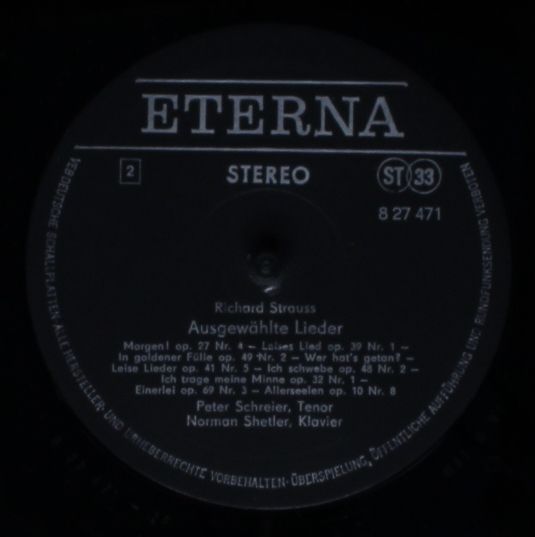 ETERNA
2
STEREO
ST 33
8 27 471
Richard Strauss
Ausgewählte Lieder
Morgen! op. 27 Nr. 4 – Leises Lied op. 39 Nr. 1 –
In goldener Fülle op. 49 Nr. 2 – Wer hat's getan? –
Leise Lieder op. 41 Nr. 5 – Ich schwebe op. 48 Nr. 2 –
Ich trage meine Minne op. 32 Nr. 1 –
Einerlei op. 69 Nr. 3 – Allerseelen op. 10 Nr. 8
Peter Schreier, Tenor
Norman Shetler, Klavier
VEB DEUTSCHE SCHALLPLATTEN · ALLE HERSTELLER- UND URHEBERRECHTE VORBEHALTEN · ÜBERSPIELUNG, ÖFFENTLICHE AUFFÜHRUNG UND RUNDFUNKSENDUNG VERBOTEN